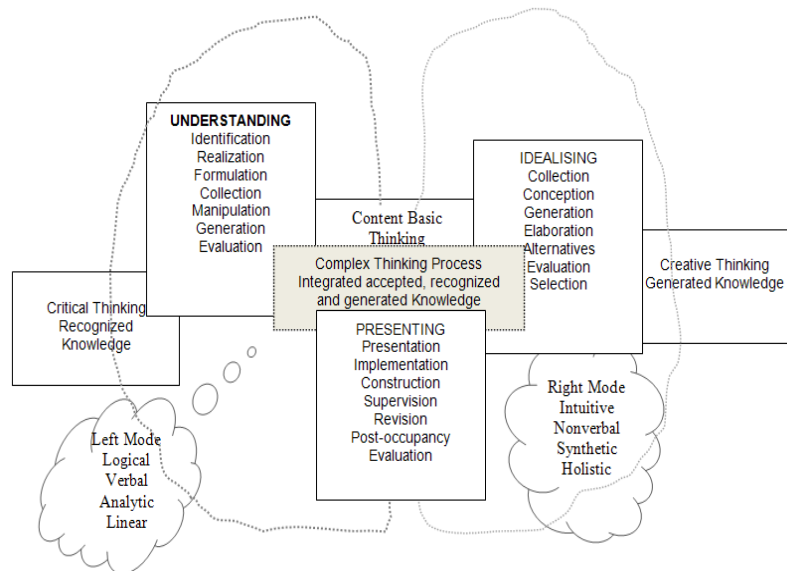 UNDERSTANDING
Identification
Realization
Formulation
Collection
Manipulation
Generation
Evaluation
IDEALISING
Collection
Conception
Generation
Elaboration
Alternatives
Evaluation
Selection
Content Basic
Thinking
Complex Thinking Process
Integrated accepted, recognized
and generated Knowledge
Critical Thinking
Recognized
Knowledge
Creative Thinking
Generated Knowledge
PRESENTING
Presentation
Implementation
Construction
Supervision
Revision
Post-occupancy
Evaluation
Left Mode
Logical
Verbal
Analytic
Linear
Right Mode
Intuitive
Nonverbal
Synthetic
Holistic